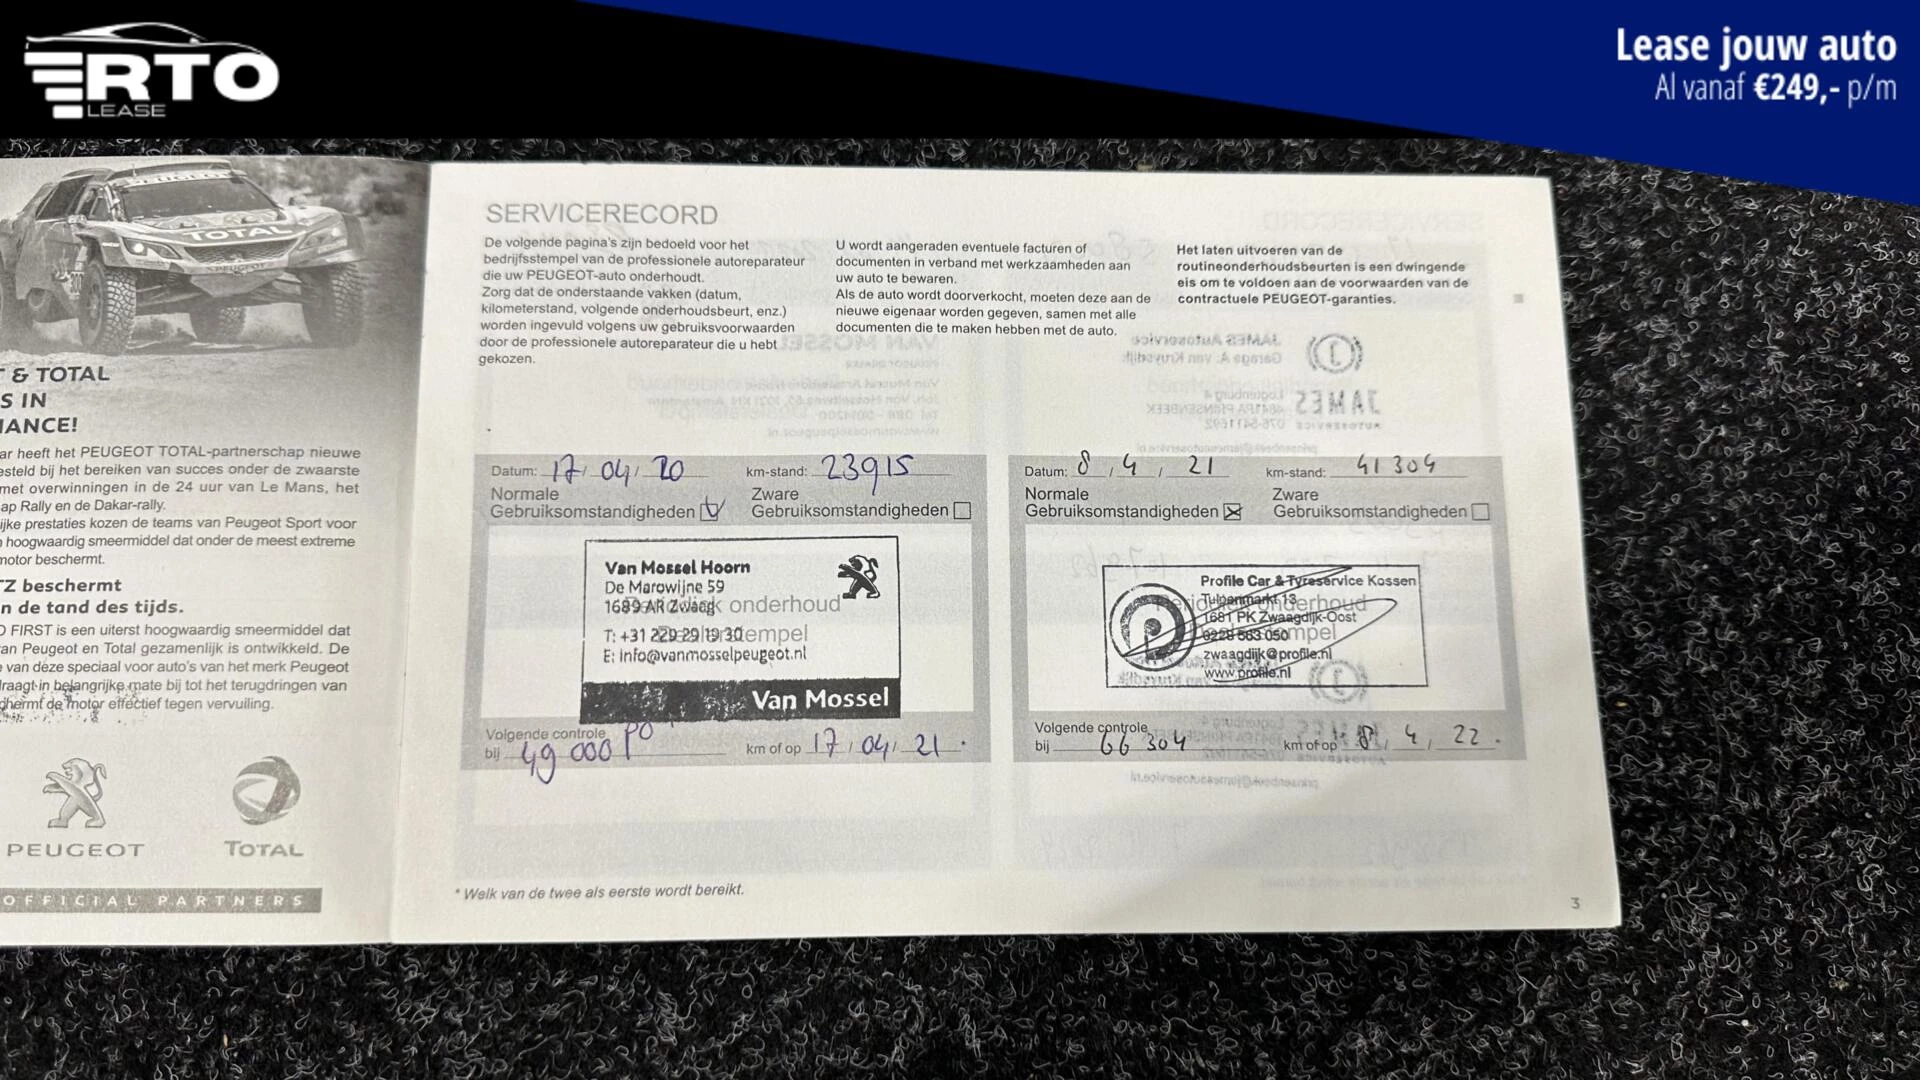 RTO
LEASE
Lease jouw auto
Al vanaf €249,- p/m
TOTAL
T & TOTAL
S IN
IANCE!
ar heeft het PEUGEOT TOTAL-partnerschap nieuwe
esteld bij het bereiken van succes onder de zwaarste
met overwinningen in de 24 uur van Le Mans, het
ap Rally en de Dakar-rally.
ijke prestaties kozen de teams van Peugeot Sport voor
hoogwaardig smeermiddel dat onder de meest extreme
motor beschermt.
TZ beschermt
n de tand des tijds.
O FIRST is een uiterst hoogwaardig smeermiddel dat
an Peugeot en Total gezamenlijk is ontwikkeld. De
van deze speciaal voor auto's van het merk Peugeot
draagt in belangrijke mate bij tot het terugdringen van
chermt de motor effectief tegen vervuiling.
PEUGEOT
TOTAL
OFFICIAL PARTNERS
SERVICERECORD
De volgende pagina's zijn bedoeld voor het
bedrijfsstempel van de professionele autoreparateur
die uw PEUGEOT-auto onderhoudt.
Zorg dat de onderstaande vakken (datum,
kilometerstand, volgende onderhoudsbeurt, enz.)
worden ingevuld volgens uw gebruiksvoorwaarden
door de professionele autoreparateur die u hebt
gekozen.
U wordt aangeraden eventuele facturen of
documenten in verband met werkzaamheden aan
uw auto te bewaren.
Als de auto wordt doorverkocht, moeten deze aan de
nieuwe eigenaar worden gegeven, samen met alle
documenten die te maken hebben met de auto.
Het laten uitvoeren van de
routineonderhoudsbeurten is een dwingende
eis om te voldoen aan de voorwaarden van de
contractuele PEUGEOT-garanties.
Datum: 17/04/20 km-stand: 23915
Normale
Gebruiksomstandigheden
Zware
Gebruiksomstandigheden
Van Mossel Hoorn
De Marowijne 59
1689 AR Zwaag
onderhoud
T: +31 229 29 19 30
E: info@vanmosselpeugeot.nl
Van Mossel
Volgende controle
bij 49 000 km of op 17/04/21.
Datum: 8/4/21 km-stand: 41304
Normale
Gebruiksomstandigheden
Zware
Gebruiksomstandigheden
Profile Car & Tyreservice Kossen
Tulpenmarkt 13
1681 PK Zwaagdijk-Oost
0228 563 050
zwaagdijk@profile.nl
www.profile.nl
Volgende controle
bij 66 304 km of op 8/4/22.
* Welk van de twee als eerste wordt bereikt.
3